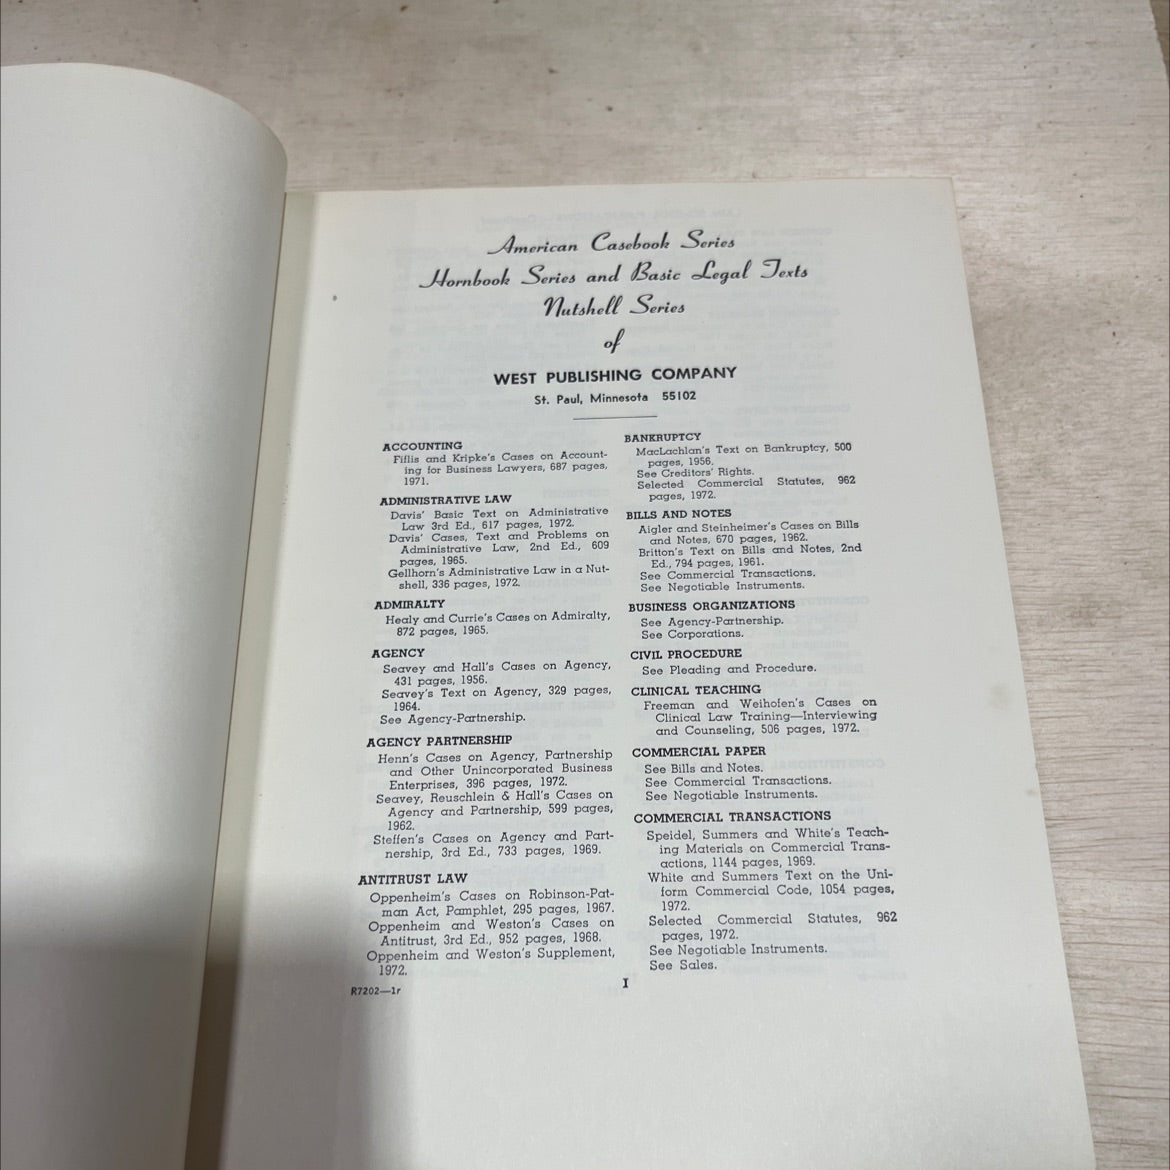 American Casebook Series
Hornbook Series and Basic Legal Texts
Nutshell Series
of
WEST PUBLISHING COMPANY
St. Paul, Minnesota 55102
ACCOUNTING
Fiflis and Kripke's Cases on Account-
ing for Business Lawyers, 687 pages,
1971.
ADMINISTRATIVE LAW
Davis' Basic Text on Administrative
Law 3rd Ed., 617 pages, 1972.
Davis' Cases, Text and Problems on
Administrative Law, 2nd Ed., 609
pages, 1965.
Gellhorn's Administrative Law in a Nut-
shell, 336 pages, 1972.
ADMIRALTY
Healy and Currie's Cases on Admiralty,
872 pages, 1965.
AGENCY
Seavey and Hall's Cases on Agency,
431 pages, 1956.
Seavey's Text on Agency, 329 pages,
1964.
See Agency-Partnership.
AGENCY PARTNERSHIP
Henn's Cases on Agency, Partnership
and Other Unincorporated Business
Enterprises, 396 pages, 1972.
Seavey, Reuschlein & Hall's Cases on
Agency and Partnership, 599 pages,
1962.
Steffen's Cases on Agency and Part-
nership, 3rd Ed., 733 pages, 1969.
ANTITRUST LAW
Oppenheim's Cases on Robinson-Pat-
man Act, Pamphlet, 295 pages, 1967.
Oppenheim and Weston's Cases on
Antitrust, 3rd Ed., 952 pages, 1968.
Oppenheim and Weston's Supplement,
1972.
R7202—1r
BANKRUPTCY
MacLachlan's Text on Bankruptcy, 500
pages, 1956.
See Creditors' Rights.
Selected Commercial Statutes, 962
pages, 1972.
BILLS AND NOTES
Aigler and Steinheimer's Cases on Bills
and Notes, 670 pages, 1962.
Britton's Text on Bills and Notes, 2nd
Ed., 794 pages, 1961.
See Commercial Transactions.
See Negotiable Instruments.
BUSINESS ORGANIZATIONS
See Agency-Partnership.
See Corporations.
CIVIL PROCEDURE
See Pleading and Procedure.
CLINICAL TEACHING
Freeman and Weihofen's Cases on
Clinical Law Training—Interviewing
and Counseling, 506 pages, 1972.
COMMERCIAL PAPER
See Bills and Notes.
See Commercial Transactions.
See Negotiable Instruments.
COMMERCIAL TRANSACTIONS
Speidel, Summers and White's Teach-
ing Materials on Commercial Trans-
actions, 1144 pages, 1969.
White and Summers Text on the Uni-
form Commercial Code, 1054 pages,
1972.
Selected Commercial Statutes, 962
pages, 1972.
See Negotiable Instruments.
See Sales.
I